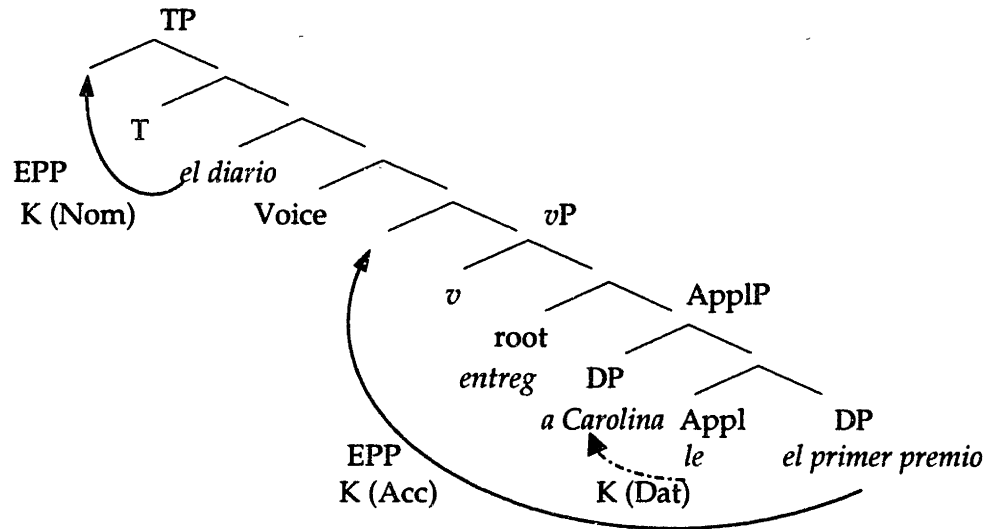 TP
T
EPP el diario
K (Nom) Voice
vP
v
ApplP
root
entreg DP
a Carolina Appl DP
EPP le el primer premio
K (Acc) K (Dat)